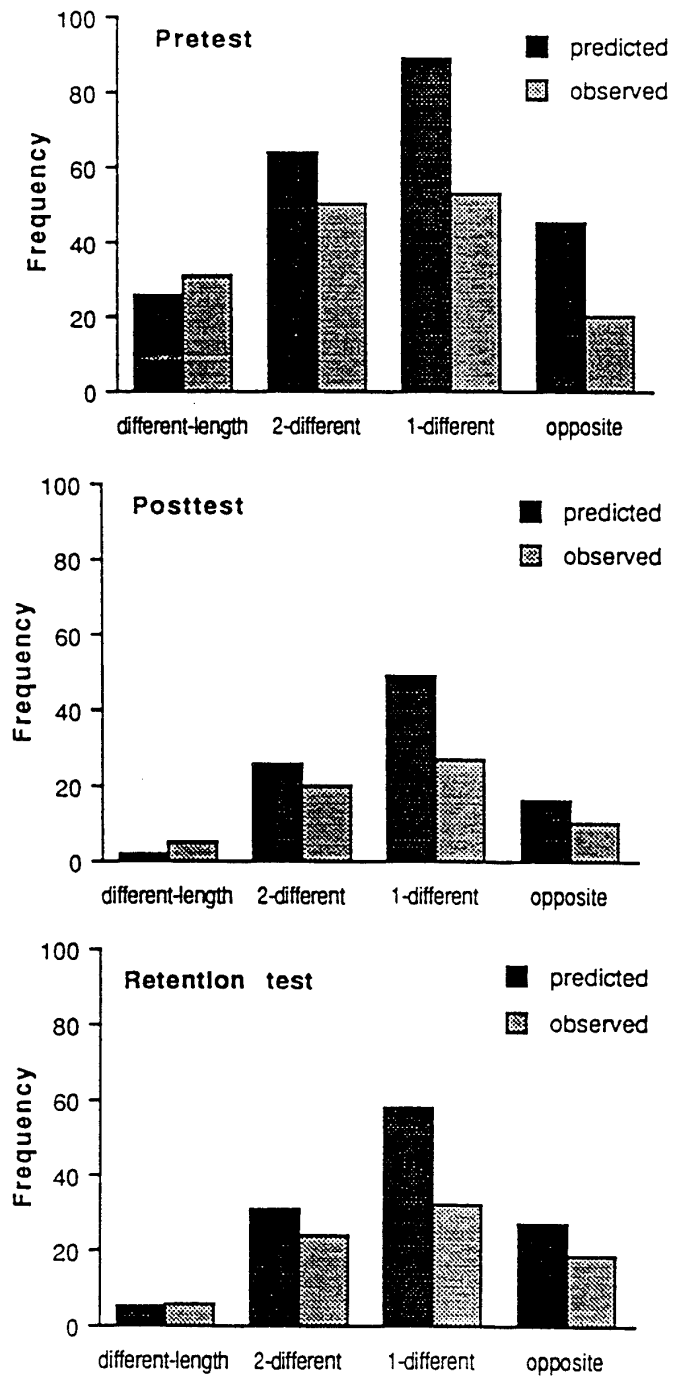 100
Pretest
predicted
80
observed
60
Frequency
40
20
0
different-length 2-different 1-different opposite
100
Posttest
predicted
80
observed
60
Frequency
40
20
0
different-length 2-different 1-different opposite
100
Retention test
predicted
80
observed
60
Frequency
40
20
0
different-length 2-different 1-different opposite